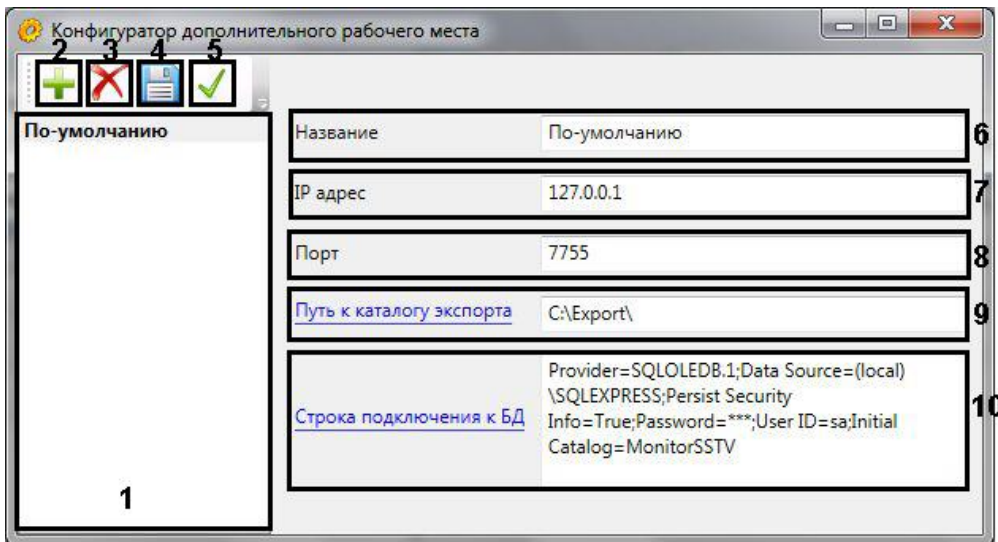 Конфигуратор дополнительного рабочего места
2 3 4 5
По-умолчанию
1
Название
По-умолчанию
6
IP адрес
127.0.0.1
7
Порт
7755
8
Путь к каталогу экспорта
C:\Export\
9
Строка подключения к БД
Provider=SQLOLEDB.1;Data Source=(local)
\SQLEXPRESS;Persist Security
Info=True;Password=***;User ID=sa;Initial
Catalog=MonitorSSTV
10